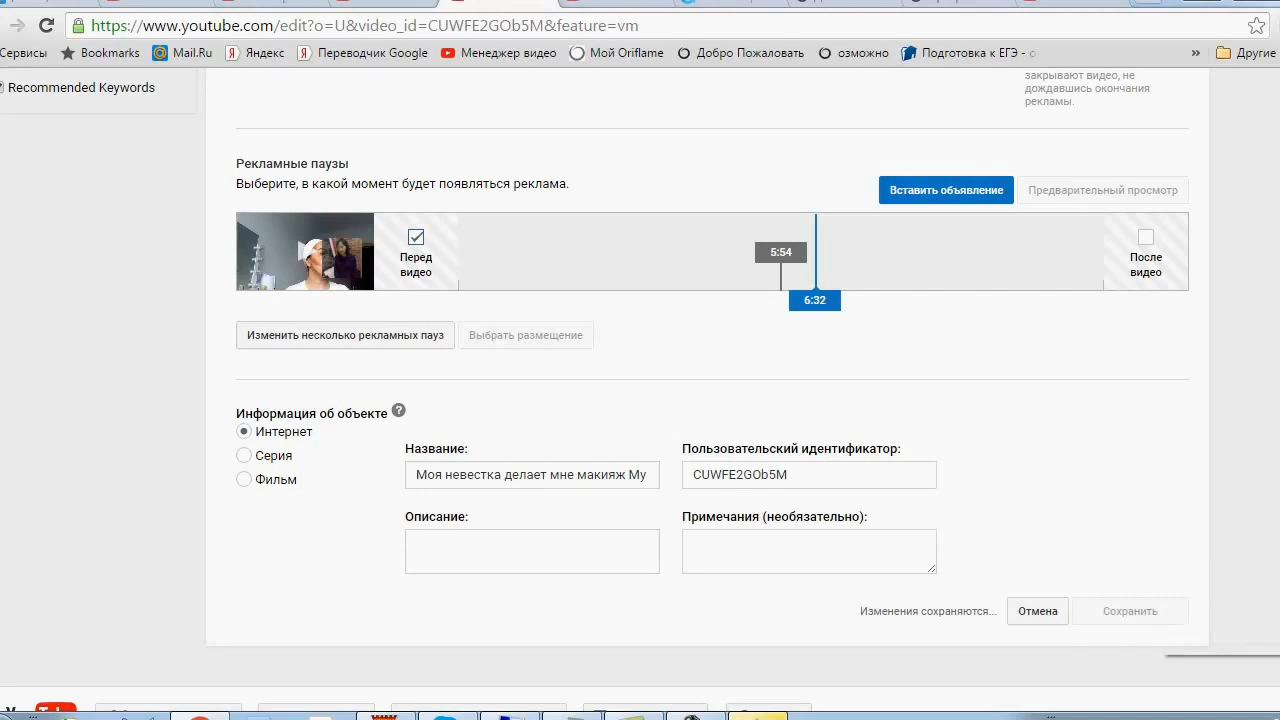 https://www.youtube.com/edit?o=U&video_id=CUWFE2GOb5M&feature=vm
Сервисы
Bookmarks
Mail.Ru
Яндекс
Переводчик Google
Менеджер видео
Мой Oriflame
Добро Пожаловать
озможно
Подготовка к ЕГЭ -
»
Другие
Recommended Keywords
закрывают видео, не
дождавшись окончания
рекламы.
Рекламные паузы
Выберите, в какой момент будет появляться реклама.
Вставить объявление
Предварительный просмотр
Перед
видео
5:54
6:32
После
видео
Изменить несколько рекламных пауз
Выбрать размещение
Информация об объекте ?
Интернет
Серия
Фильм
Название:
Моя невестка делает мне макияж My
Пользовательский идентификатор:
CUWFE2GOb5M
Описание:
Примечания (необязательно):
Изменения сохраняются...
Отмена
Сохранить